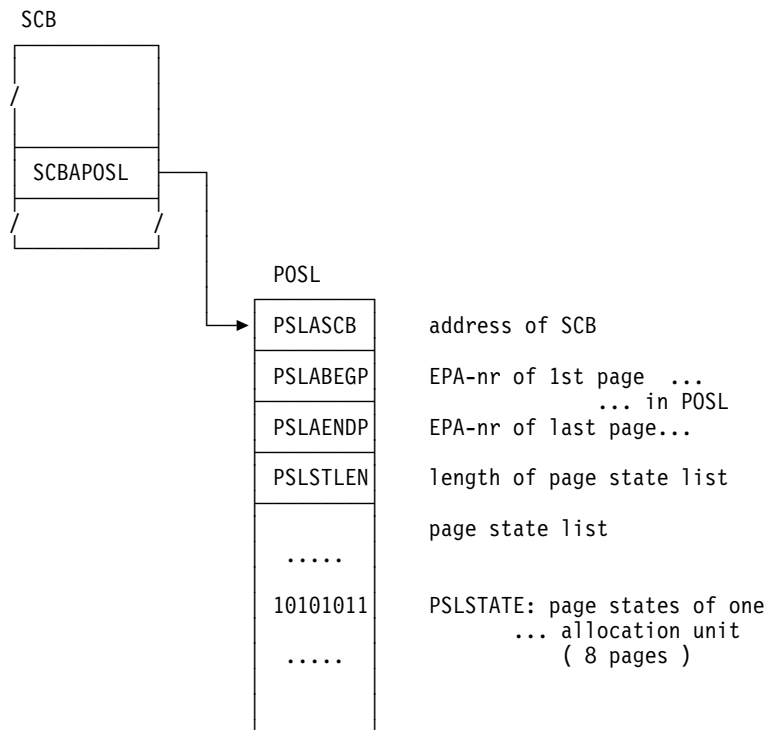 SCB
SCBAPOSL
POSL
PSLASCB address of SCB
PSLABEGP EPA-nr of 1st page ...
... in POSL
PSLAENDP EPA-nr of last page...
PSLSTLEN length of page state list
page state list
.....
10101011 PSLSTATE: page states of one
... allocation unit
..... ( 8 pages )